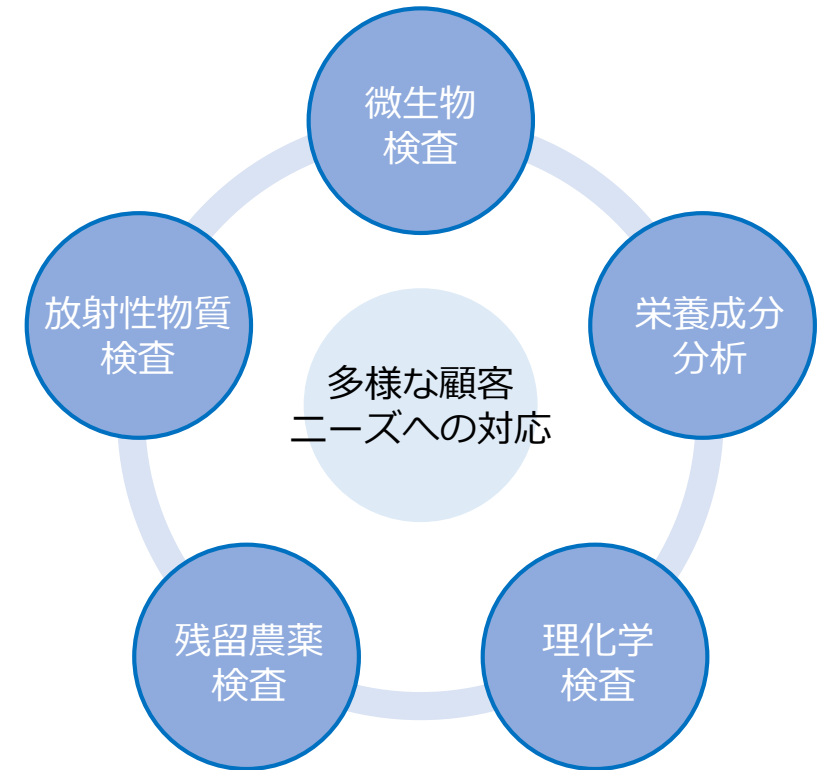 微生物
検査
栄養成分
分析
理化学
検査
残留農薬
検査
放射性物質
検査
多様な顧客
ニーズへの対応